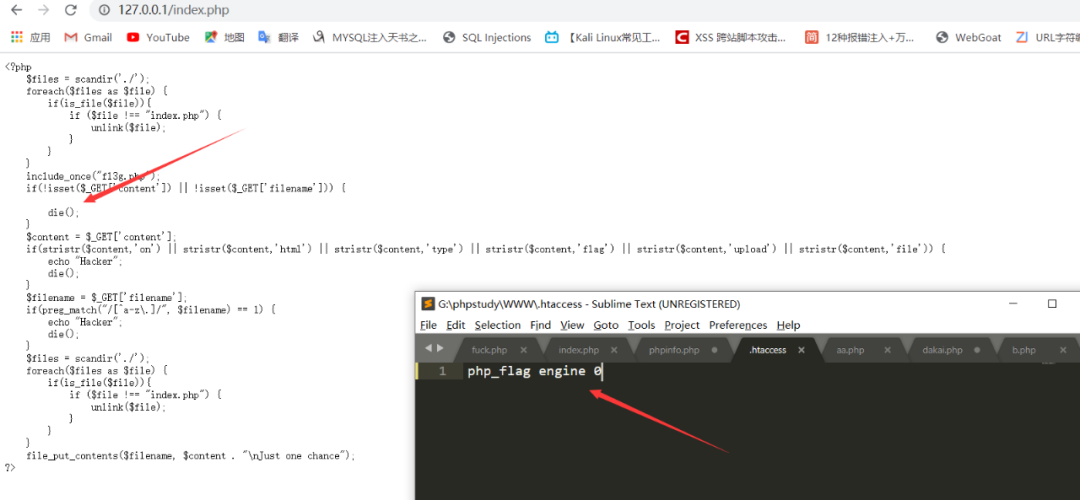 127.0.0.1/index.php
应用 Gmail YouTube 地图 翻译 MYSQL注入天书之... SQL Injections 【Kali Linux常见工... XSS 跨站脚本攻击... 12种报错注入+万... WebGoat URL字符编
<?php
$files = scandir('./');
foreach($files as $file) {
if(is_file($file)){
if ($file !== "index.php") {
unlink($file);
}
}
}
include_once("fl3g.php");
if(!isset($_GET['content']) || !isset($_GET['filename'])) {
die();
}
$content = $_GET['content'];
if(stristr($content,'on') || stristr($content,'html') || stristr($content,'type') || stristr($content,'flag') || stristr($content,'upload') || stristr($content,'file')) {
echo "Hacker";
die();
}
$filename = $_GET['filename'];
if(preg_match("/[^a-z\.]/", $filename) == 1) {
echo "Hacker";
die();
}
$files = scandir('./');
foreach($files as $file) {
if(is_file($file)){
if ($file !== "index.php") {
unlink($file);
}
}
}
file_put_contents($filename, $content . "\nJust one chance");
?>
G:\phpstudy\WWW\.htaccess - Sublime Text (UNREGISTERED)
File Edit Selection Find View Goto Tools Project Preferences Help
fuck.php index.php phpinfo.php .htaccess aa.php dakai.php b.php
1 php_flag engine 0